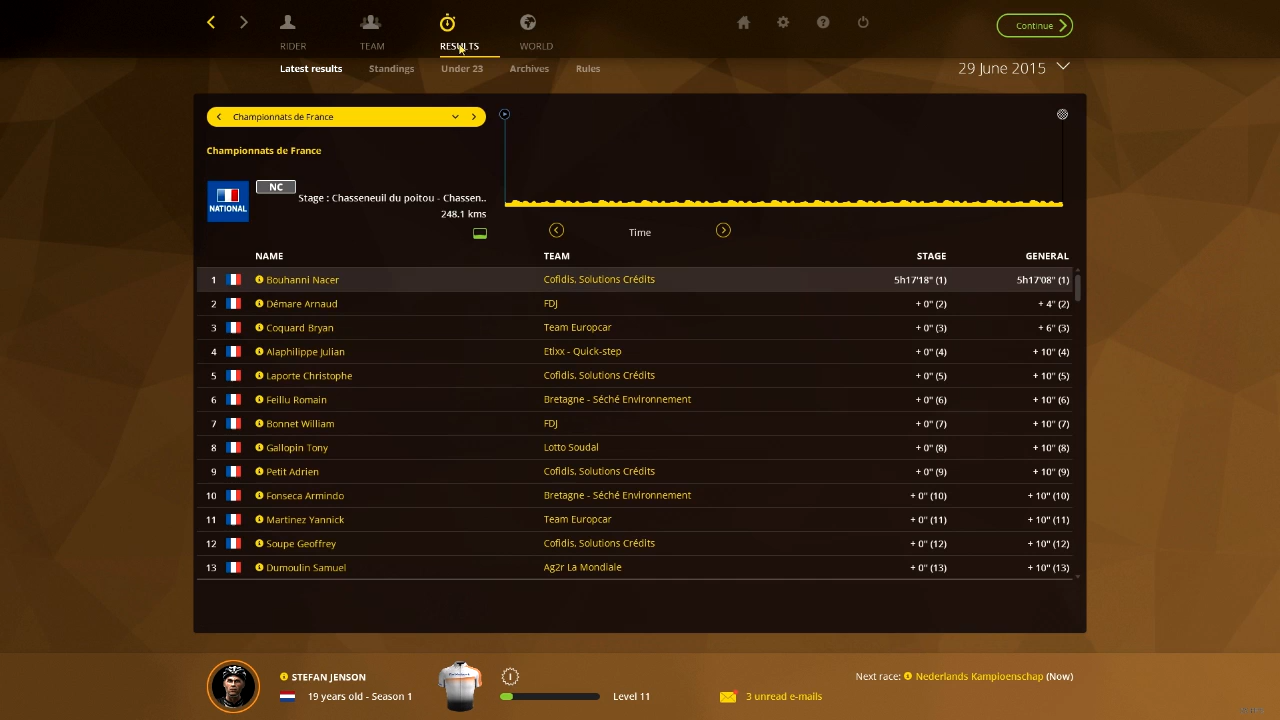 RIDER TEAM RESULTS WORLD Continue
Latest results Standings Under 23 Archives Rules 29 June 2015
Championnats de France
Championnats de France
NC
NATIONAL
Stage : Chasseneuil du poitou - Chassen..
248.1 kms
Time
NAME TEAM STAGE GENERAL
1 Bouhanni Nacer Cofidis, Solutions Crédits 5h17'18" (1) 5h17'08" (1)
2 Démare Arnaud FDJ + 0" (2) + 4" (2)
3 Coquard Bryan Team Europcar + 0" (3) + 6" (3)
4 Alaphilippe Julian Etixx - Quick-step + 0" (4) + 10" (4)
5 Laporte Christophe Cofidis, Solutions Crédits + 0" (5) + 10" (5)
6 Feillu Romain Bretagne - Séché Environnement + 0" (6) + 10" (6)
7 Bonnet William FDJ + 0" (7) + 10" (7)
8 Gallopin Tony Lotto Soudal + 0" (8) + 10" (8)
9 Petit Adrien Cofidis, Solutions Crédits + 0" (9) + 10" (9)
10 Fonseca Armindo Bretagne - Séché Environnement + 0" (10) + 10" (10)
11 Martinez Yannick Team Europcar + 0" (11) + 10" (11)
12 Soupe Geoffrey Cofidis, Solutions Crédits + 0" (12) + 10" (12)
13 Dumoulin Samuel Ag2r La Mondiale + 0" (13) + 10" (13)
STEFAN JENSON
19 years old - Season 1
Level 11
3 unread e-mails
Next race: Nederlands Kampioenschap (Now)